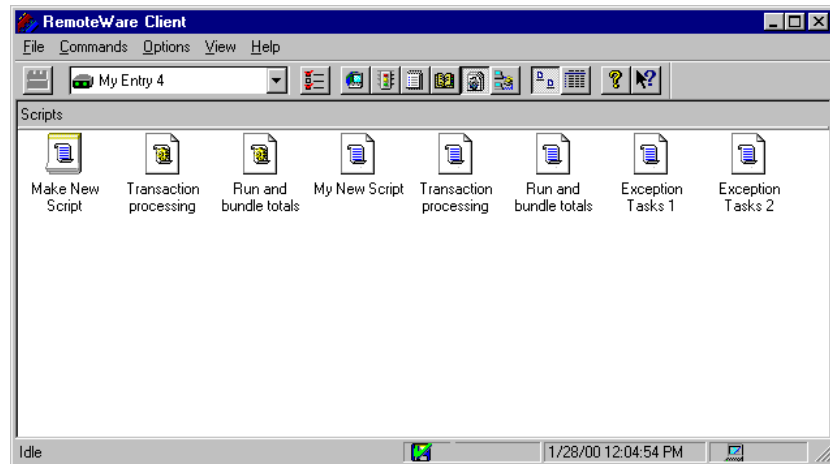 RemoteWare Client
File Commands Options View Help
My Entry 4
Scripts
Make New Script
Transaction processing
Run and bundle totals
My New Script
Transaction processing
Run and bundle totals
Exception Tasks 1
Exception Tasks 2
Idle
1/28/00 12:04:54 PM